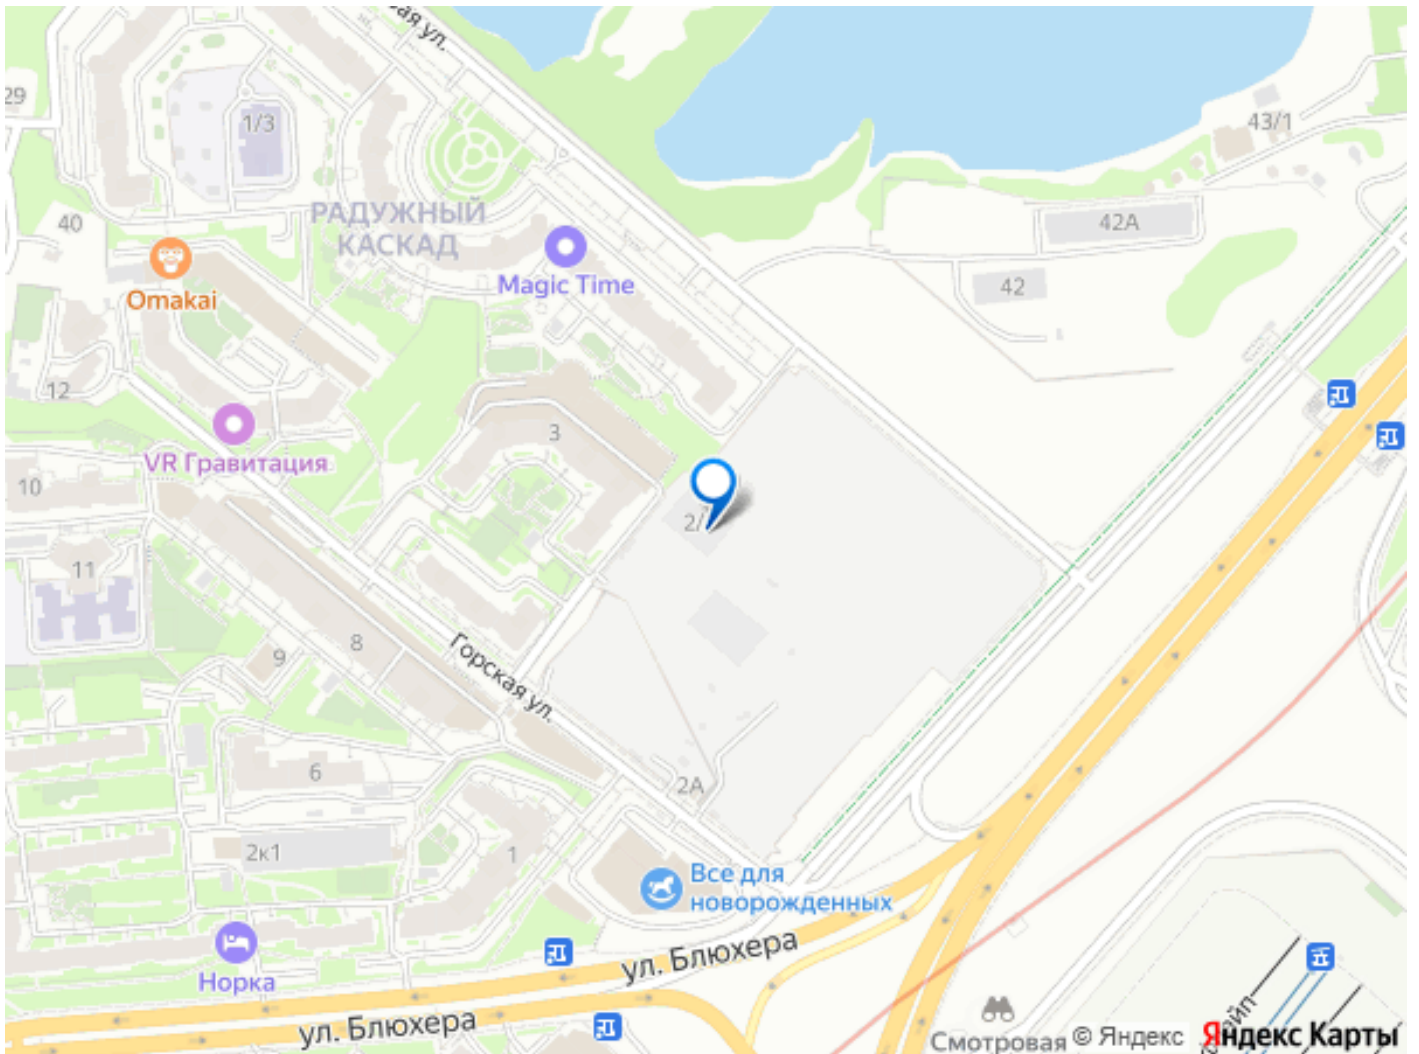 29
1/3
43/1
40
РАДУЖНЫЙ
КАСКАД
42А
Magic Time
42
Omakai
12
3
VR Гравитация
10
11
8
9
Горская ул.
6
2А
2к1
1
Все для
новорожденных
ул. Блюхера
Норка
ул. Блюхера
Смотровая
© Яндекс
Яндекс Карты